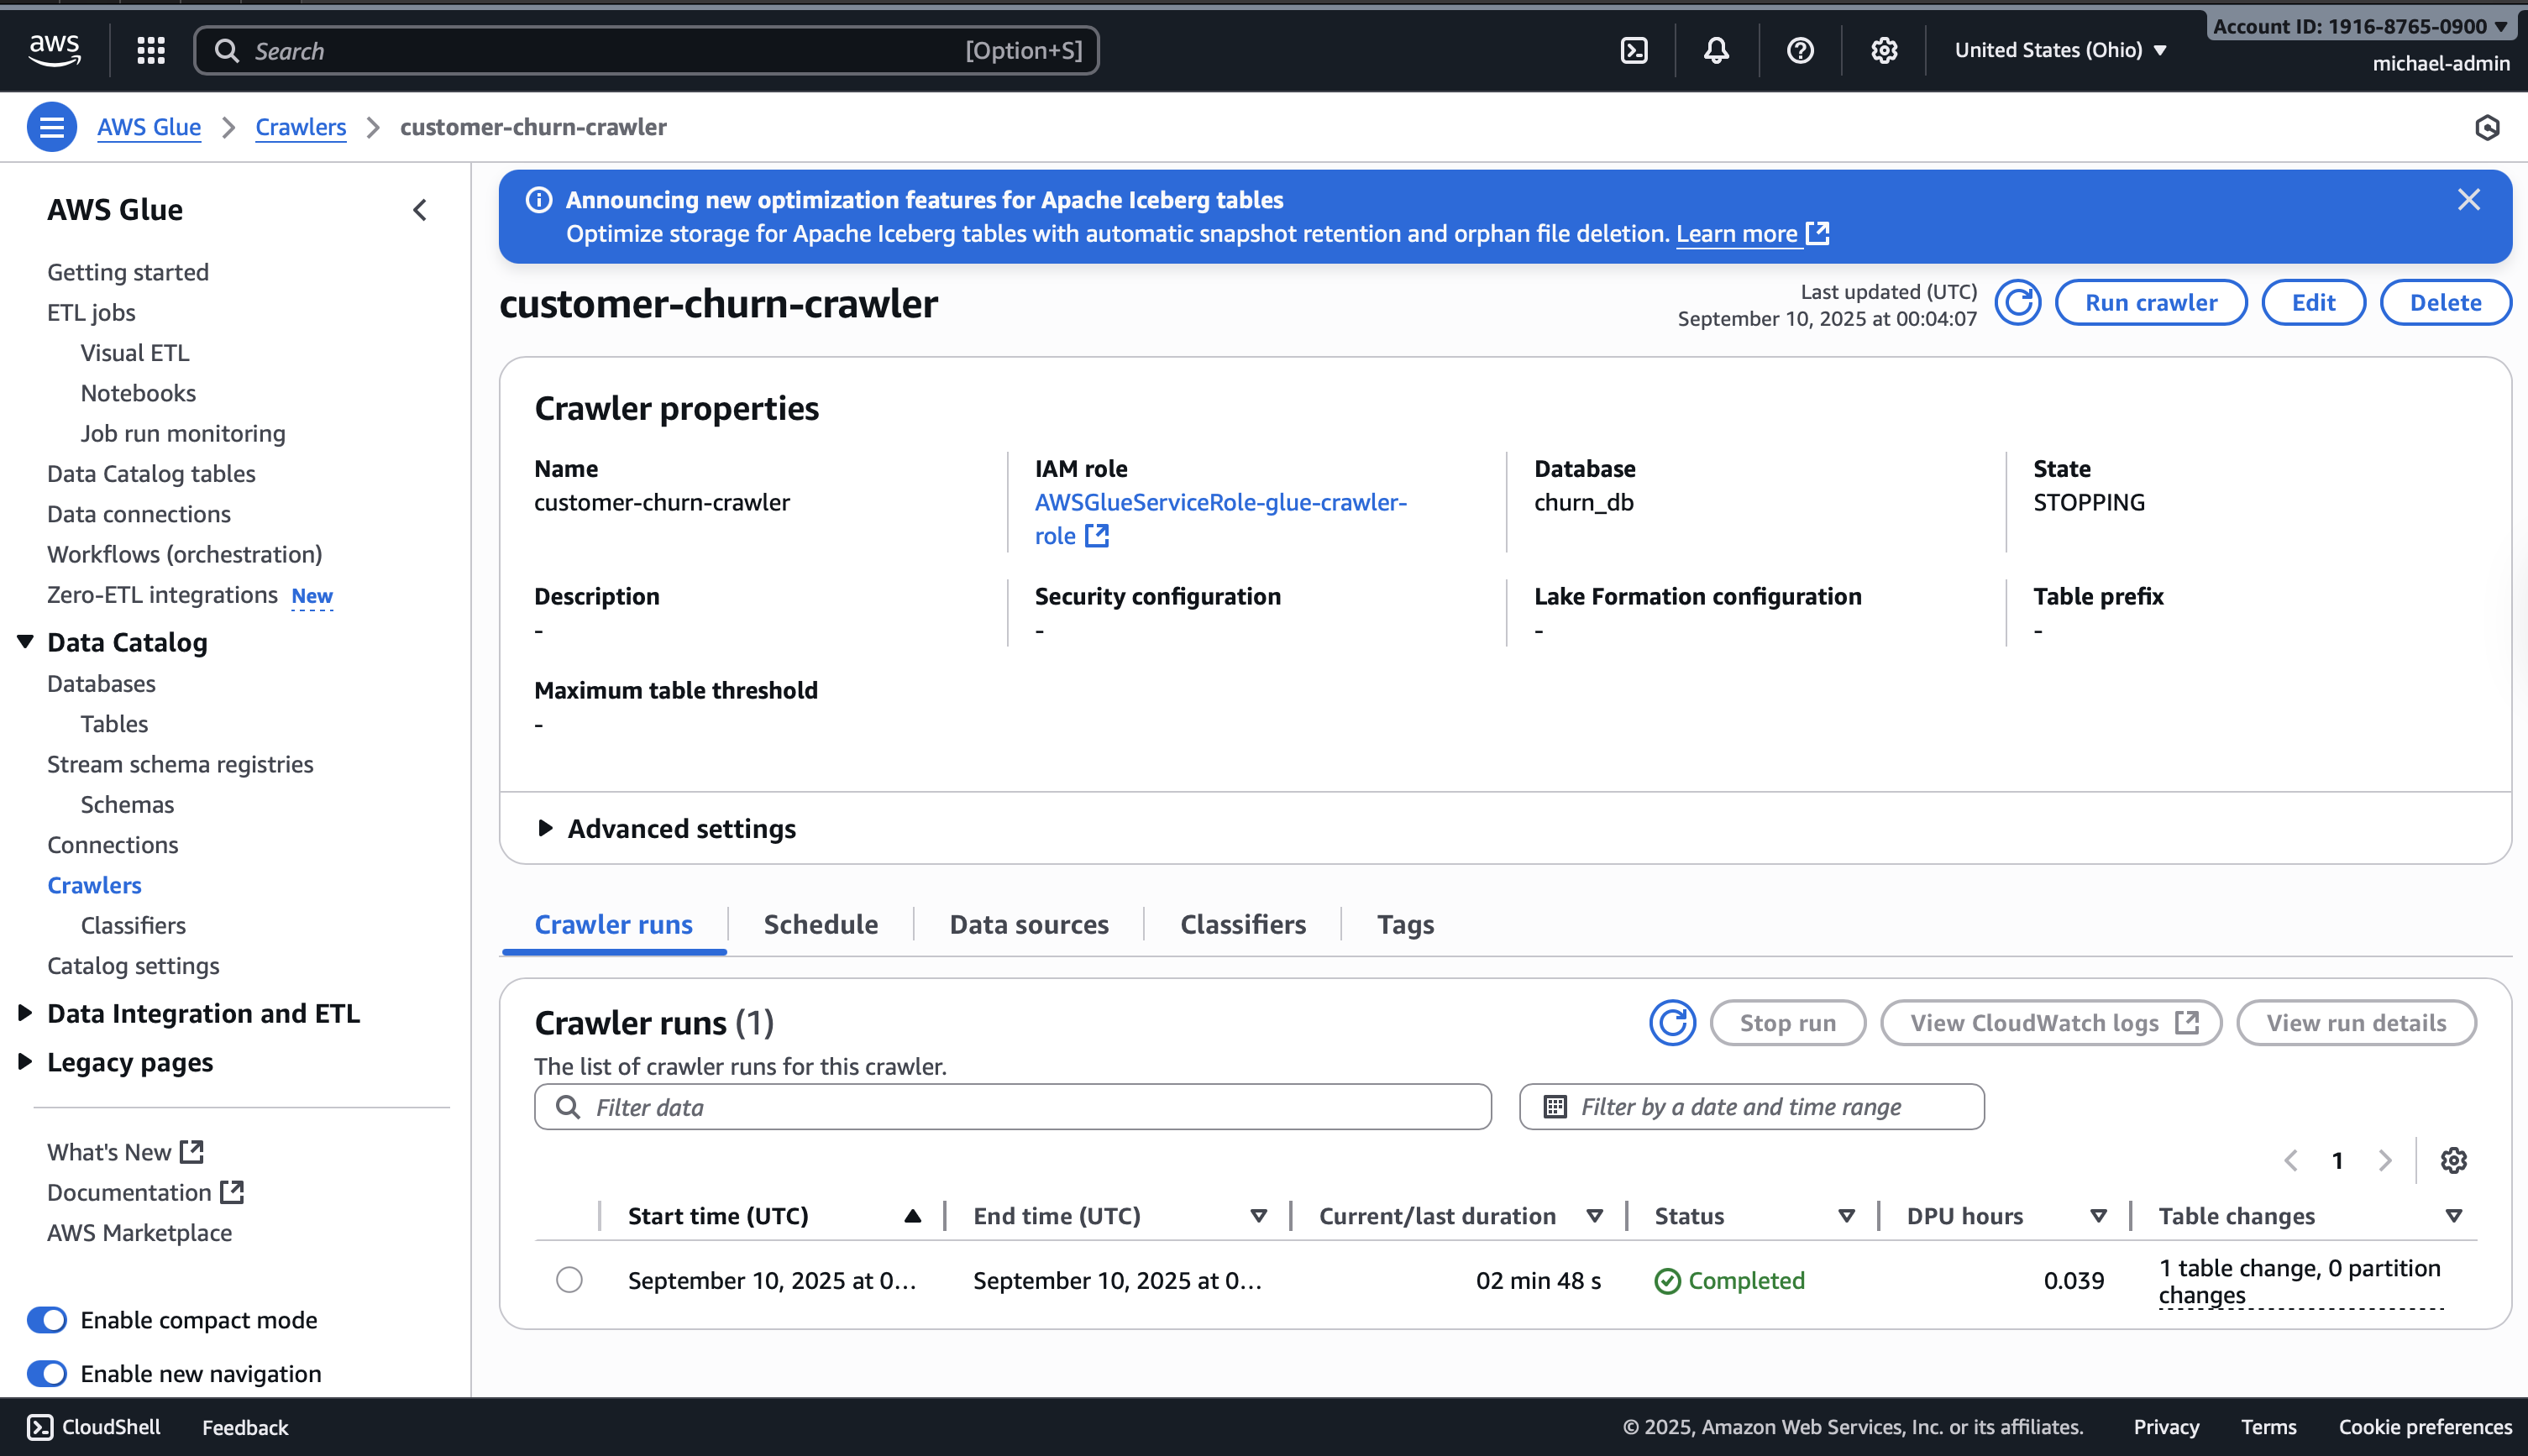 aws
Search
[Option+S]
United States (Ohio)
Account ID: 1916-8765-0900
michael-admin
AWS Glue
Crawlers
customer-churn-crawler
AWS Glue
Getting started
ETL jobs
Visual ETL
Notebooks
Job run monitoring
Data Catalog tables
Data connections
Workflows (orchestration)
Zero-ETL integrations New
Data Catalog
Databases
Tables
Stream schema registries
Schemas
Connections
Crawlers
Classifiers
Catalog settings
Data Integration and ETL
Legacy pages
What's New
Documentation
AWS Marketplace
Enable compact mode
Enable new navigation
Announcing new optimization features for Apache Iceberg tables
Optimize storage for Apache Iceberg tables with automatic snapshot retention and orphan file deletion. Learn more
customer-churn-crawler
Last updated (UTC)
September 10, 2025 at 00:04:07
Run crawler
Edit
Delete
Crawler properties
Name
customer-churn-crawler
IAM role
AWSGlueServiceRole-glue-crawler-
role
Database
churn_db
State
STOPPING
Description
-
Security configuration
-
Lake Formation configuration
-
Table prefix
-
Maximum table threshold
-
Advanced settings
Crawler runs
Schedule
Data sources
Classifiers
Tags
Crawler runs (1)
The list of crawler runs for this crawler.
Stop run
View CloudWatch logs
View run details
Filter data
Filter by a date and time range
1
Start time (UTC)
End time (UTC)
Current/last duration
Status
DPU hours
Table changes
September 10, 2025 at 0...
September 10, 2025 at 0...
02 min 48 s
Completed
0.039
1 table change, 0 partition
changes
CloudShell
Feedback
© 2025, Amazon Web Services, Inc. or its affiliates.
Privacy
Terms
Cookie preferences